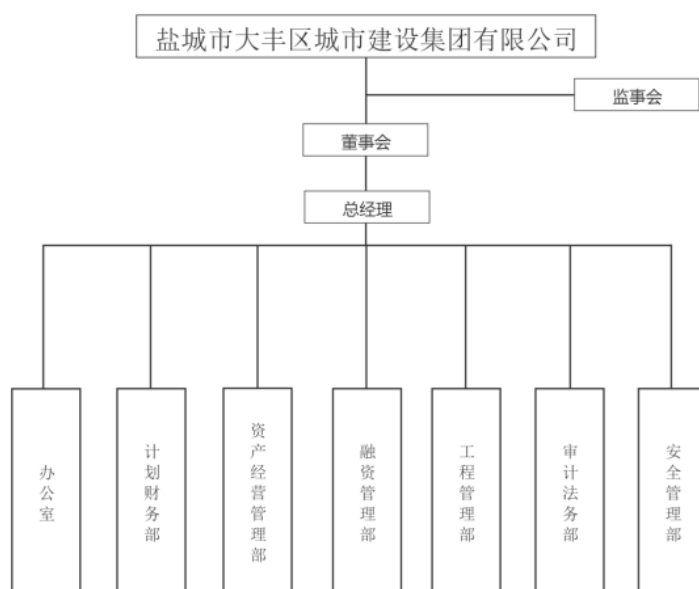 盐城市大丰区城市建设集团有限公司
监事会
董事会
总经理
办公室
计划财务部
资产经营管理部
融资管理部
工程管理部
审计法务部
安全管理部